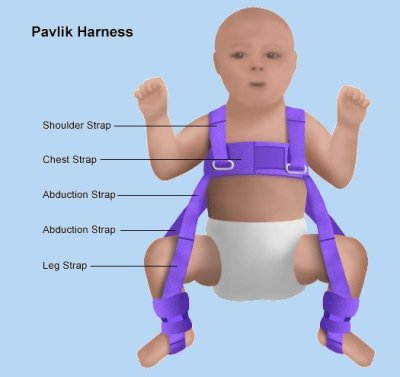 Pavlik Harness
Shoulder Strap
Chest Strap
Abduction Strap
Abduction Strap
Leg Strap